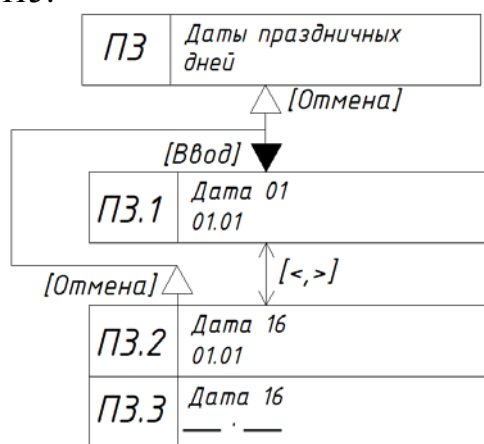 П3 Даты праздничных
дней
[Отмена]
[Ввод]
П3.1 Дата 01
01.01
[<,>]
[Отмена]
П3.2 Дата 16
01.01
П3.3 Дата 16
__ . __